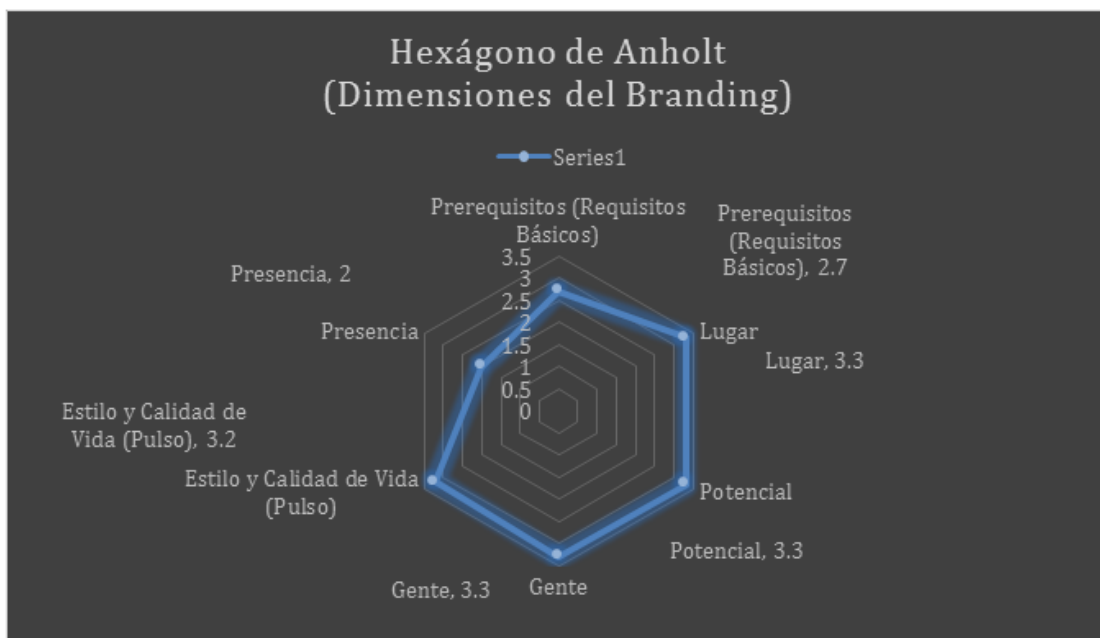 Hexágono de Anholt
(Dimensiones del Branding)
Series1
Prerequisitos (Requisitos
Básicos)
Prerequisitos
(Requisitos
Básicos), 2.7
3.5
3
2.5
2
1.5
1
0.5
0
Presencia, 2
Presencia
Lugar
Lugar, 3.3
Estilo y Calidad de
Vida (Pulso), 3.2
Estilo y Calidad de Vida
(Pulso)
Potencial
Potencial, 3.3
Gente, 3.3
Gente